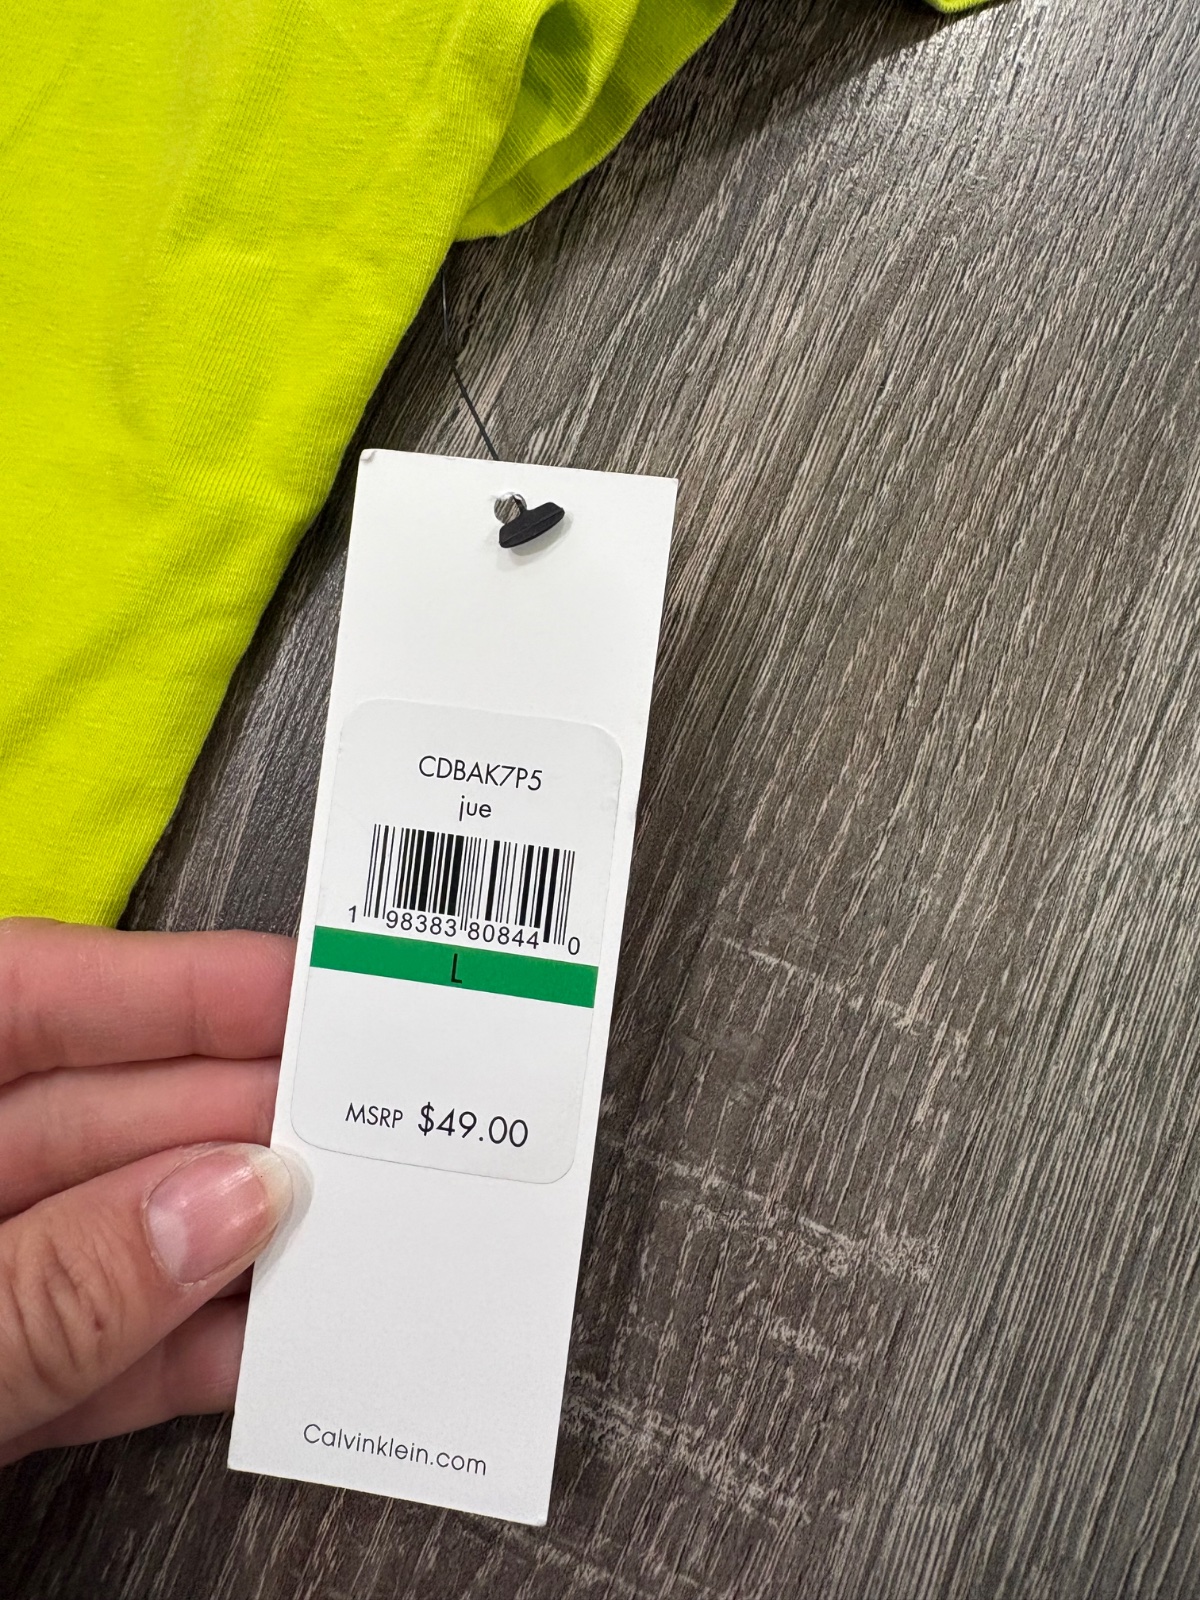 CDBAK7P5
jue
1 98383 80844 0
L
MSRP $49.00
Calvinklein.com